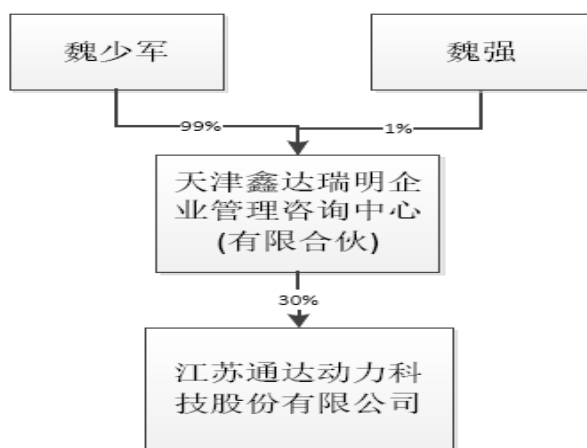 魏少军
魏强
99%
1%
天津鑫达瑞明企
业管理咨询中心
(有限合伙)
30%
江苏通达动力科
技股份有限公司